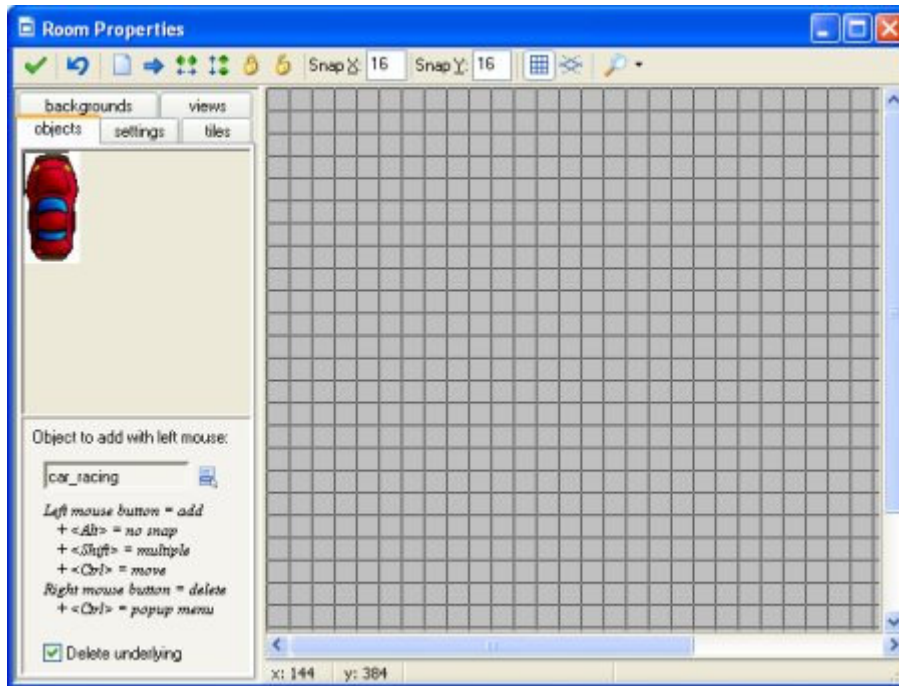 Room Properties
Snap X: 16 Snap Y: 16
backgrounds views
objects settings tiles
Object to add with left mouse:
car_racing
Left mouse button = add
+ <Alt> = no snap
+ <Shift> = multiple
+ <Ctrl> = move
Right mouse button = delete
+ <Ctrl> = popup menu
Delete underlying
x: 144 y: 384